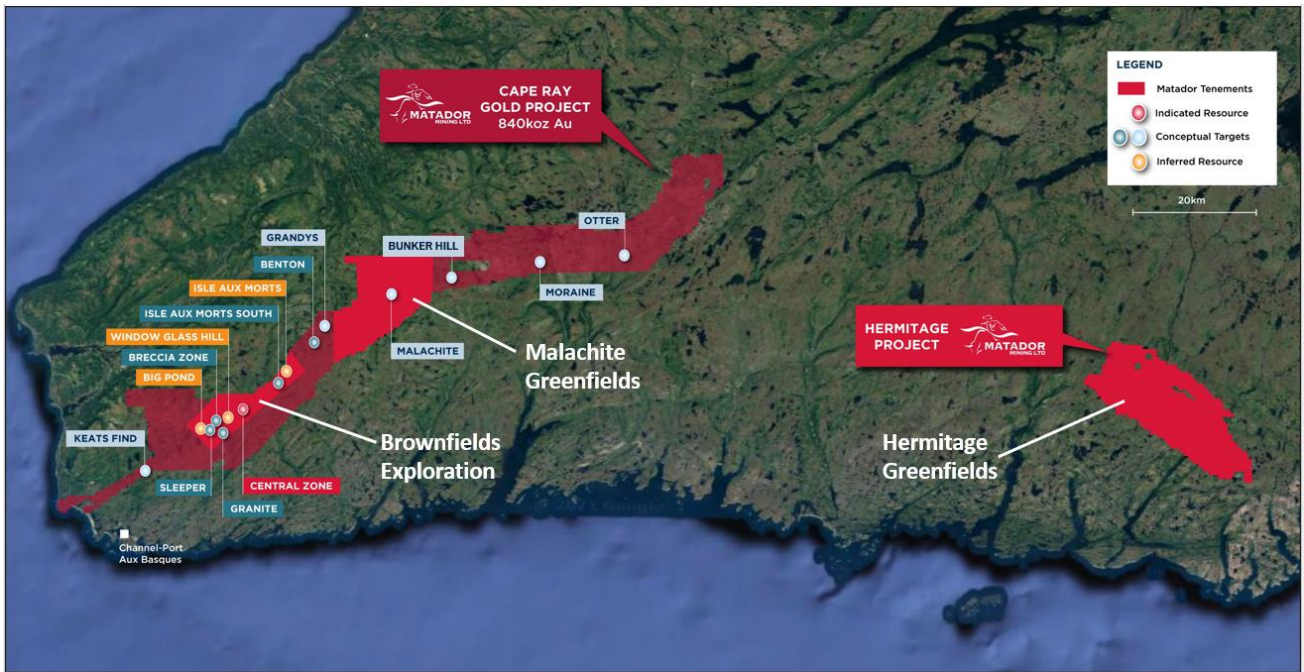 CAPE RAY
GOLD PROJECT
840koz Au
MATADOR
MINING LTD
LEGEND
Matador Tenements
Indicated Resource
Conceptual Targets
Inferred Resource
20km
OTTER
GRANDYS
BUNKER HILL
BENTON
ISLE AUX MORTS
MORAINE
ISLE AUX MORTS SOUTH
WINDOW GLASS HILL
MALACHITE
BRECCIA ZONE
BIG POND
Malachite
Greenfields
HERMITAGE
PROJECT
MATADOR
MINING LTD
KEATS FIND
Brownfields
Exploration
Hermitage
Greenfields
SLEEPER
CENTRAL ZONE
GRANITE
Channel-Port
Aux Basques